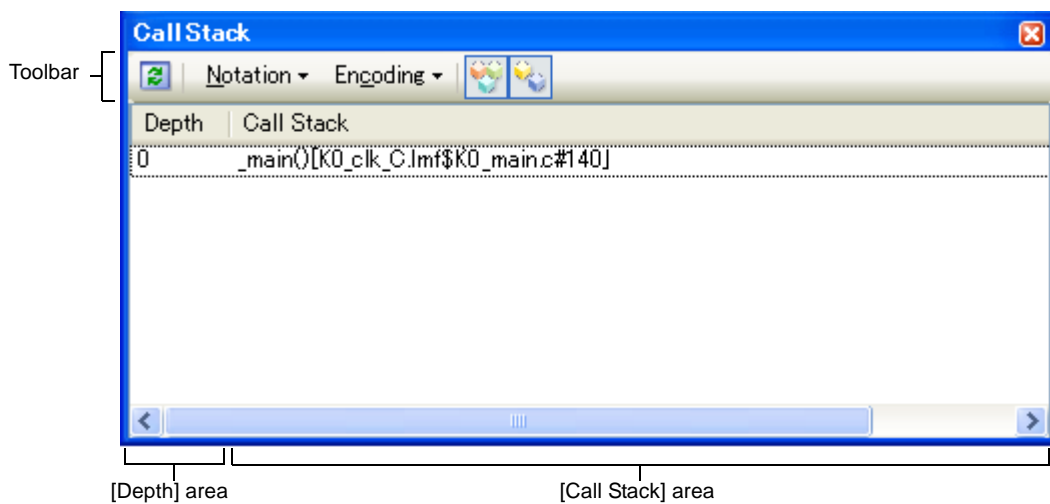 Call Stack
Toolbar
Notation Encoding
Depth Call Stack
0 _main()[K0_clk_C.lmf$K0_main.c#140]
[Depth] area [Call Stack] area